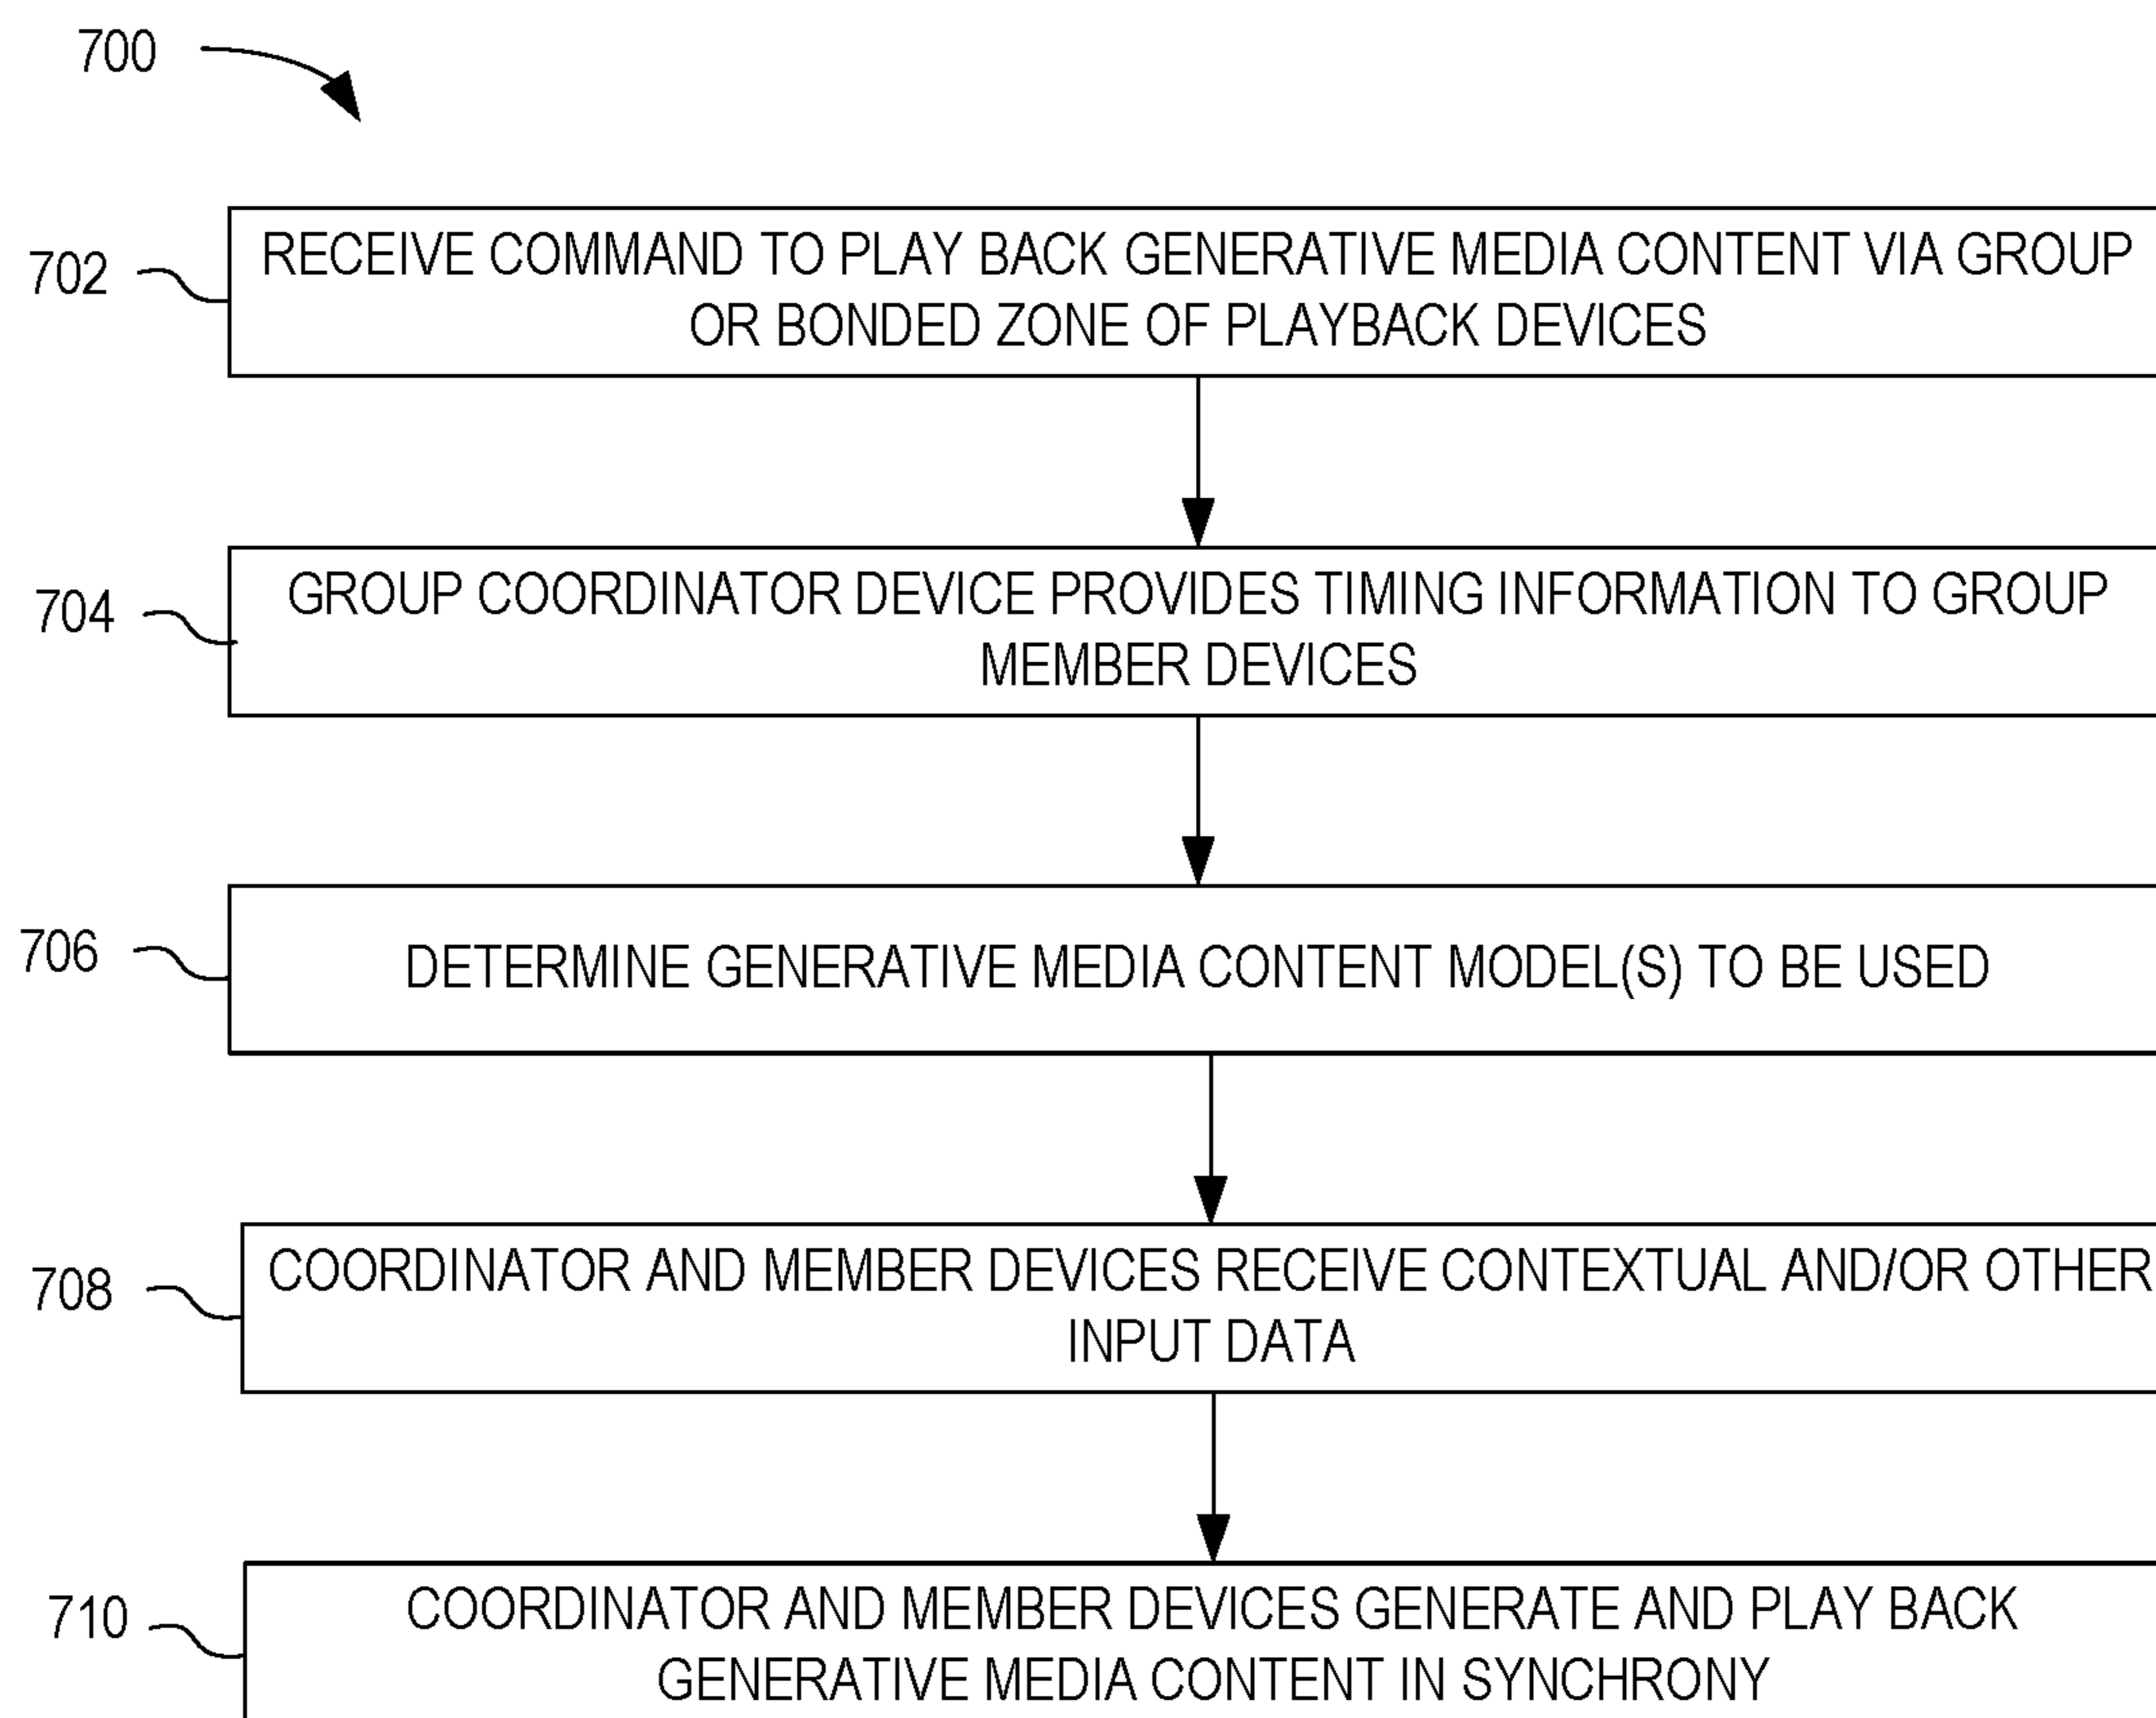 700
702
RECEIVE COMMAND TO PLAY BACK GENERATIVE MEDIA CONTENT VIA GROUP
OR BONDED ZONE OF PLAYBACK DEVICES
704
GROUP COORDINATOR DEVICE PROVIDES TIMING INFORMATION TO GROUP
MEMBER DEVICES
706
DETERMINE GENERATIVE MEDIA CONTENT MODEL(S) TO BE USED
708
COORDINATOR AND MEMBER DEVICES RECEIVE CONTEXTUAL AND/OR OTHER
INPUT DATA
710
COORDINATOR AND MEMBER DEVICES GENERATE AND PLAY BACK
GENERATIVE MEDIA CONTENT IN SYNCHRONY